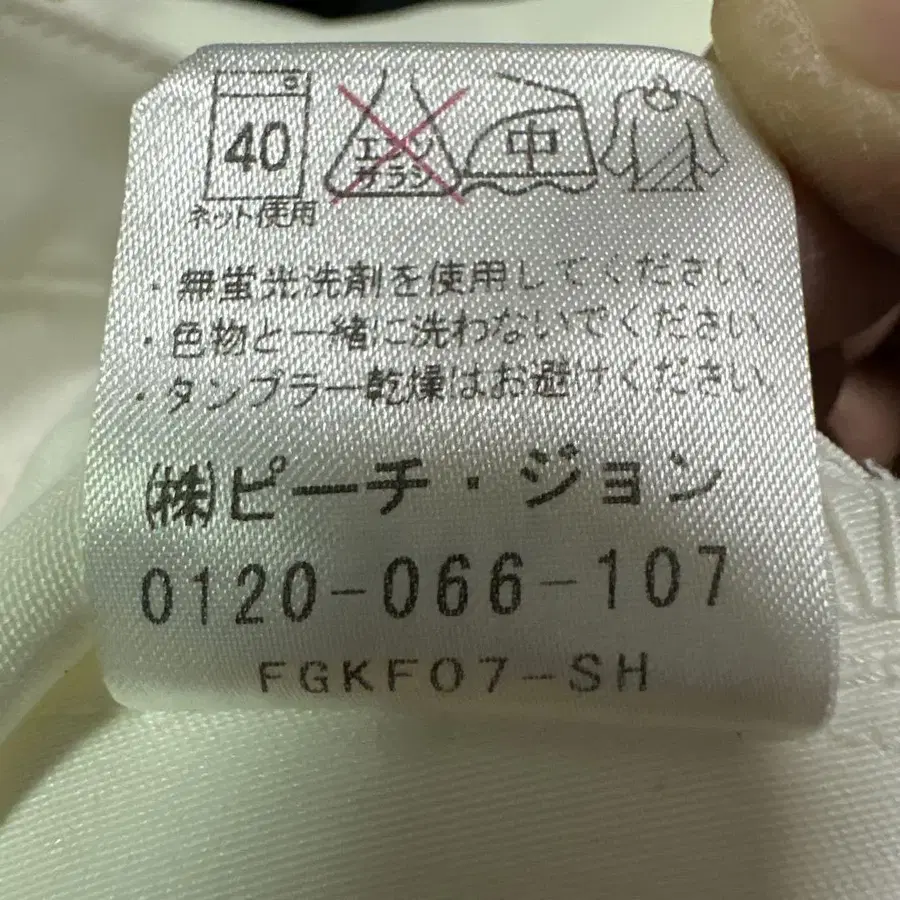 40
エンソ
サラシ
中
ネット使用
・無蛍光洗剤を使用してください。
・色物と一緒に洗わないでください。
・タンブラー乾燥はお避けください。
㈱ピーチ・ジョン
0120-066-107
FGKF07-SH